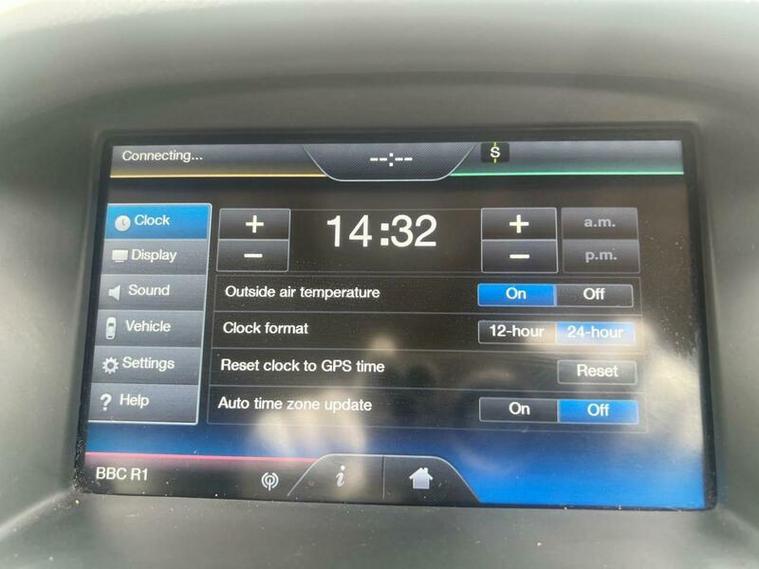 Connecting...
--:--
S
Clock
+
14:32
+
a.m.
Display
−
−
p.m.
Sound
Outside air temperature
On
Off
Vehicle
Clock format
12-hour
24-hour
Settings
Reset clock to GPS time
Reset
? Help
Auto time zone update
On
Off
BBC R1
i